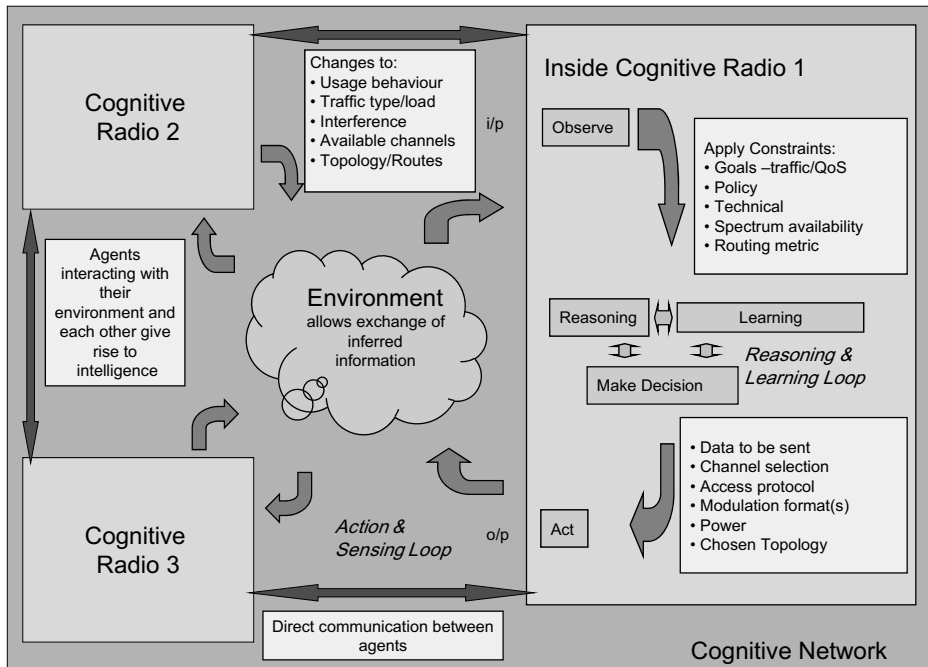 Cognitive
Radio 2
Changes to:
• Usage behaviour
• Traffic type/load
• Interference
• Available channels
• Topology/Routes
i/p
Inside Cognitive Radio 1
Observe
Apply Constraints:
• Goals –traffic/QoS
• Policy
• Technical
• Spectrum availability
• Routing metric
Agents
interacting with
their
environment and
each other give
rise to
intelligence
Environment
allows exchange of
inferred
information
Reasoning
Learning
Reasoning &
Learning Loop
Make Decision
• Data to be sent
• Channel selection
• Access protocol
• Modulation format(s)
• Power
• Chosen Topology
Act
o/p
Action &
Sensing Loop
Cognitive
Radio 3
Direct communication between
agents
Cognitive Network